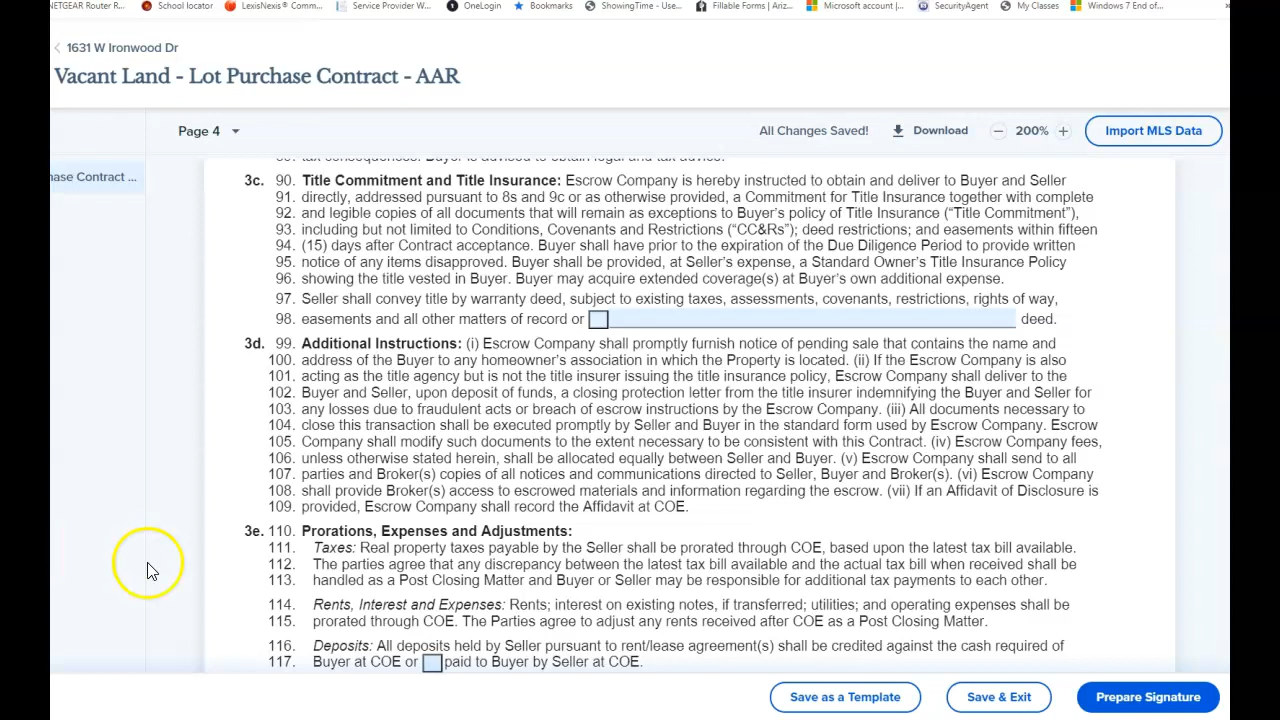 NETGEAR Router R... School locator LexisNexis® Comm... Service Provider W... OneLogin Bookmarks ShowingTime - Use... Fillable Forms | Ariz... Microsoft account |... SecurityAgent My Classes Windows 7 End of... »
1631 W Ironwood Dr
Vacant Land - Lot Purchase Contract - AAR
Page 4 All Changes Saved! Download 200% Import MLS Data
hase Contract ...
tax consequences. Buyer is advised to obtain legal and tax advice.
3c. 90. Title Commitment and Title Insurance: Escrow Company is hereby instructed to obtain and deliver to Buyer and Seller
91. directly, addressed pursuant to 8s and 9c or as otherwise provided, a Commitment for Title Insurance together with complete
92. and legible copies of all documents that will remain as exceptions to Buyer's policy of Title Insurance ("Title Commitment"),
93. including but not limited to Conditions, Covenants and Restrictions ("CC&Rs"); deed restrictions; and easements within fifteen
94. (15) days after Contract acceptance. Buyer shall have prior to the expiration of the Due Diligence Period to provide written
95. notice of any items disapproved. Buyer shall be provided, at Seller's expense, a Standard Owner's Title Insurance Policy
96. showing the title vested in Buyer. Buyer may acquire extended coverage(s) at Buyer's own additional expense.
97. Seller shall convey title by warranty deed, subject to existing taxes, assessments, covenants, restrictions, rights of way,
98. easements and all other matters of record or deed.
3d. 99. Additional Instructions: (i) Escrow Company shall promptly furnish notice of pending sale that contains the name and
100. address of the Buyer to any homeowner's association in which the Property is located. (ii) If the Escrow Company is also
101. acting as the title agency but is not the title insurer issuing the title insurance policy, Escrow Company shall deliver to the
102. Buyer and Seller, upon deposit of funds, a closing protection letter from the title insurer indemnifying the Buyer and Seller for
103. any losses due to fraudulent acts or breach of escrow instructions by the Escrow Company. (iii) All documents necessary to
104. close this transaction shall be executed promptly by Seller and Buyer in the standard form used by Escrow Company. Escrow
105. Company shall modify such documents to the extent necessary to be consistent with this Contract. (iv) Escrow Company fees,
106. unless otherwise stated herein, shall be allocated equally between Seller and Buyer. (v) Escrow Company shall send to all
107. parties and Broker(s) copies of all notices and communications directed to Seller, Buyer and Broker(s). (vi) Escrow Company
108. shall provide Broker(s) access to escrowed materials and information regarding the escrow. (vii) If an Affidavit of Disclosure is
109. provided, Escrow Company shall record the Affidavit at COE.
3e. 110. Prorations, Expenses and Adjustments:
111. Taxes: Real property taxes payable by the Seller shall be prorated through COE, based upon the latest tax bill available.
112. The parties agree that any discrepancy between the latest tax bill available and the actual tax bill when received shall be
113. handled as a Post Closing Matter and Buyer or Seller may be responsible for additional tax payments to each other.
114. Rents, Interest and Expenses: Rents; interest on existing notes, if transferred; utilities; and operating expenses shall be
115. prorated through COE. The Parties agree to adjust any rents received after COE as a Post Closing Matter.
116. Deposits: All deposits held by Seller pursuant to rent/lease agreement(s) shall be credited against the cash required of
117. Buyer at COE or paid to Buyer by Seller at COE.
Save as a Template Save & Exit Prepare Signature